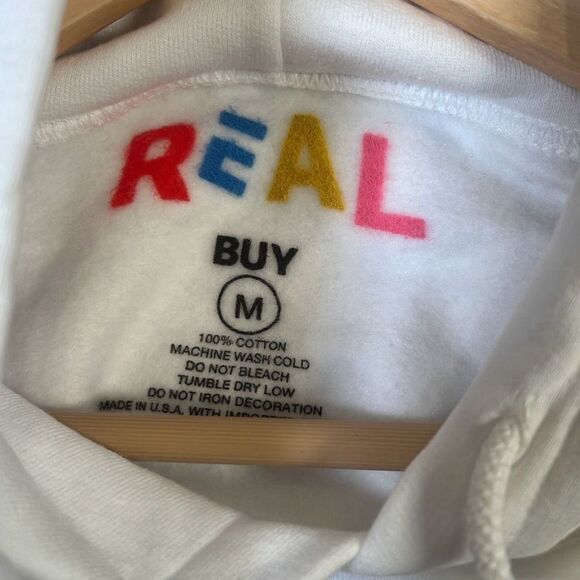 RĒAL
BUY
M
100% COTTON
MACHINE WASH COLD
DO NOT BLEACH
TUMBLE DRY LOW
DO NOT IRON DECORATION
MADE IN U.S.A. WITH